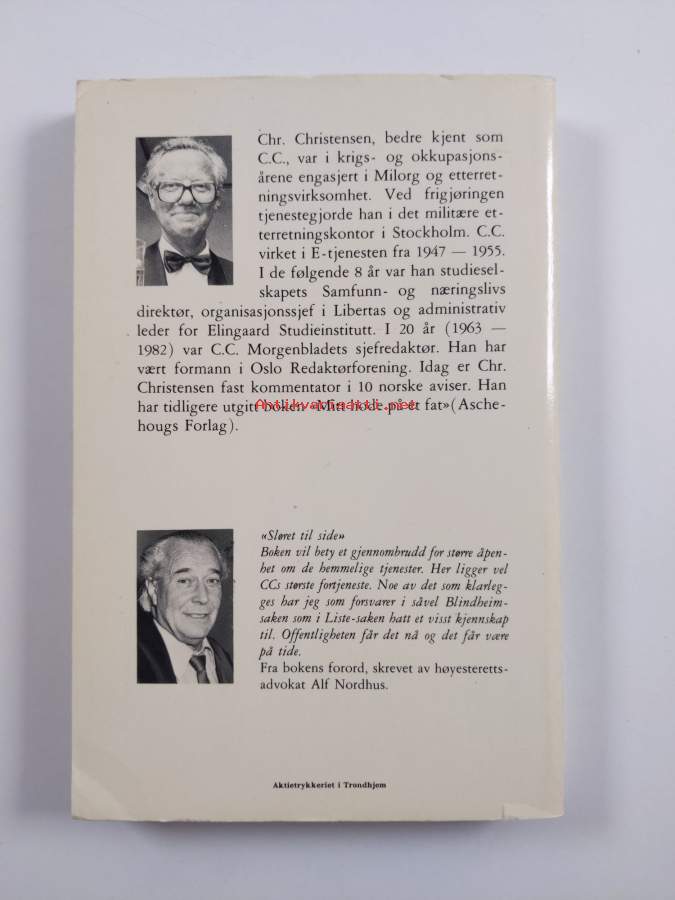 Chr. Christensen, bedre kjent som
C.C., var i krigs- og okkupasjons-
årene engasjert i Milorg og etterret-
ningsvirksomhet. Ved frigjøringen
tjenestegjorde han i det militære et-
terretningskontor i Stockholm. C.C.
virket i E-tjenesten fra 1947 — 1955.
I de følgende 8 år var han studiesel-
skapets Samfunn- og næringslivs
direktør, organisasjonssjef i Libertas og administrativ
leder for Elingaard Studieinstitutt. I 20 år (1963 —
1982) var C.C. Morgenbladets sjefredaktør. Han har
vært formann i Oslo Redaktørforening. Idag er Chr.
Christensen fast kommentator i 10 norske aviser. Han
har tidligere utgitt boken «Mitt hode på et fat»(Asche-
hougs Forlag).
«Sløret til side»
Boken vil bety et gjennombrudd for større åpen-
het om de hemmelige tjenester. Her ligger vel
CCs største fortjeneste. Noe av det som klarleg-
ges har jeg som forsvarer i såvel Blindheim-
saken som i Liste-saken hatt et visst kjennskap
til. Offentligheten får det nå og det får være
på tide.
Fra bokens forord, skrevet av høyesteretts-
advokat Alf Nordhus.
Aktietrykkeriet i Trondhjem